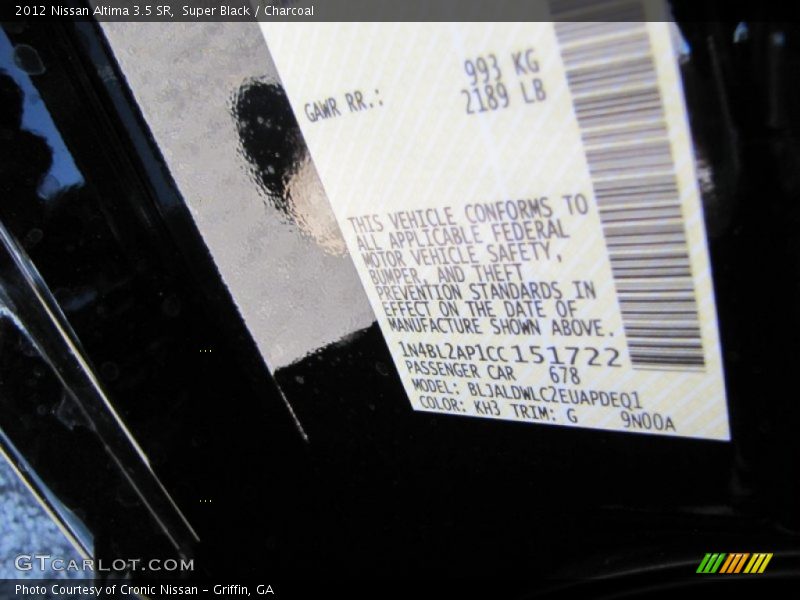 2012 Nissan Altima 3.5 SR, Super Black / Charcoal
993 KG
GAWR RR.: 2189 LB
THIS VEHICLE CONFORMS TO
ALL APPLICABLE FEDERAL
MOTOR VEHICLE SAFETY,
BUMPER, AND THEFT
PREVENTION STANDARDS IN
EFFECT ON THE DATE OF
MANUFACTURE SHOWN ABOVE.
1N4BL2AP1CC151722
PASSENGER CAR 678
MODEL: BLJALDWLC2EUAPDEQ1
COLOR: KH3 TRIM: G 9N00A
...
...
GTCARLOT.COM
Photo Courtesy of Cronic Nissan - Griffin, GA